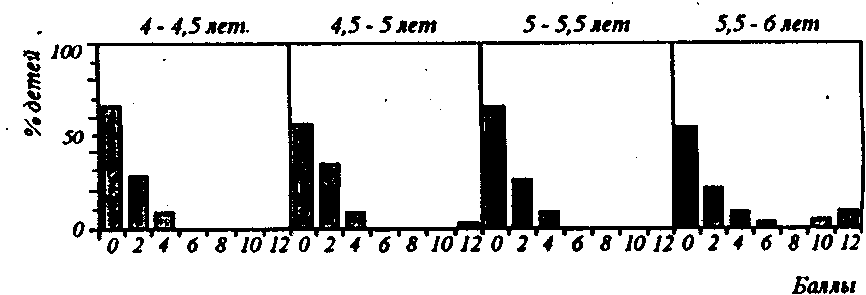 4 - 4,5 лет. 4,5 - 5 лет 5 - 5,5 лет 5,5 - 6 лет
% детей
100
50
0
0 2 4 6 8 10 12 0 2 4 6 8 10 12 0 2 4 6 8 10 12 0 2 4 6 8 10 12
Баллы